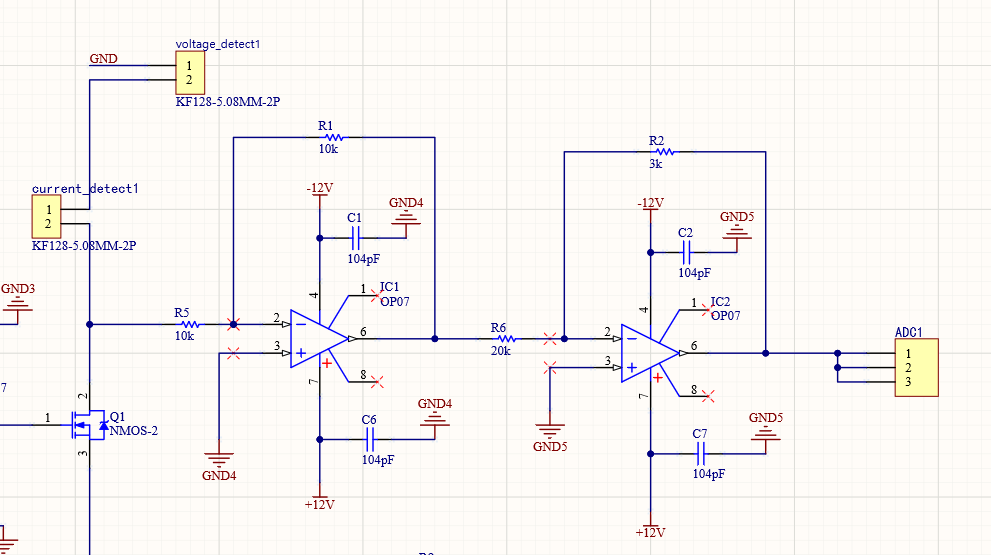 voltage_detect1
GND
1
2
KF128-5.08MM-2P
R1
10k
R2
3k
current_detect1
1
2
KF128-5.08MM-2P
-12V
GND4
C1
104pF
-12V
GND5
C2
104pF
GND3
4
1
IC1
OP07
R5
10k
2
3
6
7
8
R6
20k
4
1
IC2
OP07
2
3
6
7
8
ADC1
1
2
3
7
1
2
3
Q1
NMOS-2
GND4
C6
104pF
GND4
+12V
GND5
GND5
C7
104pF
+12V